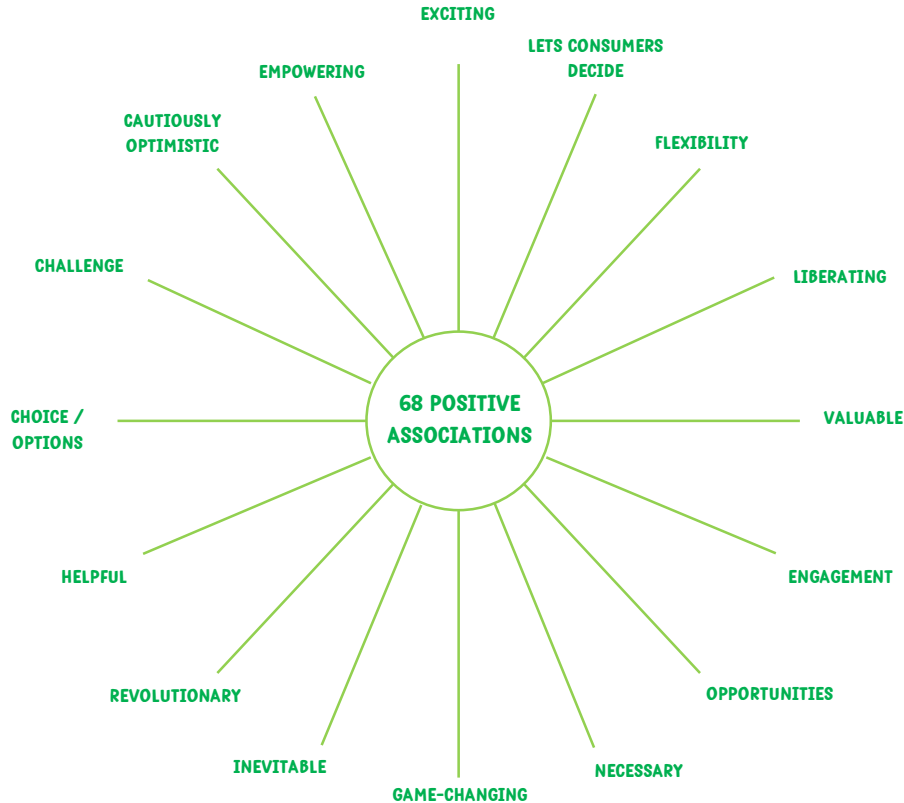 EXCITING
LETS CONSUMERS
DECIDE
EMPOWERING
CAUTIOUSLY
OPTIMISTIC
FLEXIBILITY
CHALLENGE
LIBERATING
68 POSITIVE
ASSOCIATIONS
CHOICE /
OPTIONS
VALUABLE
HELPFUL
ENGAGEMENT
REVOLUTIONARY
OPPORTUNITIES
INEVITABLE
NECESSARY
GAME-CHANGING